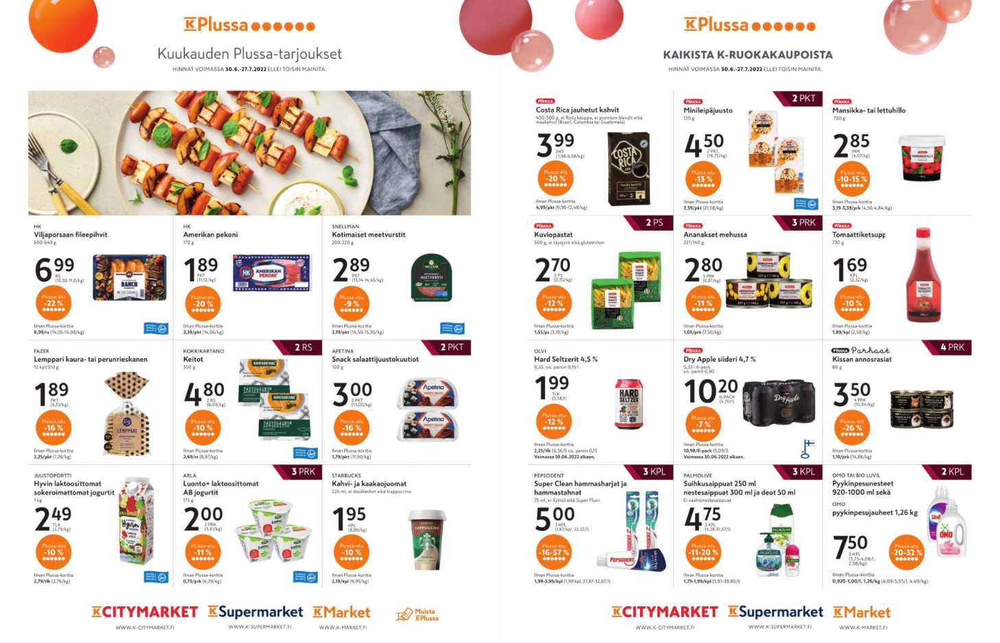 KPlussa
Kuukauden Plussa-tarjoukset
HINNAT VOIMASSA 30.6.-27.7.2022 ELLEI TOISIN MAINITA.
HK
Viljaporsaan fileepihvit
600-640 g
6,99
RS
(10,92-11,6/kg)
Plussa-etu
-22 %
Ilman Plussa-korttia
8,99/rs (14,05-14,98/kg)
RANCH
HK
Amerikan pekoni
170 g
1,89
PKT
(11,12/kg)
Plussa-etu
-20 %
Ilman Plussa-korttia
2,39/pkt (14,06/kg)
HK
AMERIKAN
PEKONI
SNELLMAN
Kotimaiset meetvurstit
200-220 g
2,89
PKT
(13,14-14,45/kg)
Plussa-etu
-9 %
Ilman Plussa-korttia
3,19/pkt (14,50-15,95/kg)
MEETVURSTI
FAZER
Lemppari kaura- tai perunrieskanen
12 kpl/310 g
1,89
PKT
(6,10/kg)
Plussa-etu
-16 %
Ilman Plussa-korttia
2,25/pkt (7,26/kg)
LEMPPARI
2 RS
KOKKIKARTANO
Keitot
300 g
4,80
2 RS
(8,00/kg)
Plussa-etu
-10 %
Ilman Plussa-korttia
2,69/rs (8,97/kg)
KOKKIKARTANO
2 PKT
APETINA
Snack salaattijuustokuutiot
100 g
3,00
2 PKT
(15,00/kg)
Plussa-etu
-16 %
Ilman Plussa-korttia
1,79/pkt (17,90/kg)
Apetina
Apetina
JUUSTOPORTTI
Hyvin laktoosittomat
sokeroimattomat jogurtit
1 kg
2,49
TLK
(2,79/kg)
Plussa-etu
-10 %
Ilman Plussa-korttia
2,79/tlk (2,79/kg)
Hyvin
3 PRK
ARLA
Luonto+ laktoosittomat
AB jogurtit
175 g
2,00
3 PRK
(3,81/kg)
Plussa-etu
-11 %
Ilman Plussa-korttia
0,75/prk (4,29/kg)
STARBUCKS
Kahvi- ja kaakaojuomat
220 ml, ei doubleshot eikä frappuccino
1,95
KPL
(8,86/kg)
Plussa-etu
-10 %
Ilman Plussa-korttia
2,19/kpl (9,95/kg)
CAPPUCCINO
KCITYMARKET
WWW.K-CITYMARKET.FI
KSupermarket
WWW.K-SUPERMARKET.FI
KMarket
WWW.K-MARKET.FI
Muista
KPlussa
KPlussa
KAIKISTA K-RUOKAKAUPOISTA
HINNAT VOIMASSA 30.6.-27.7.2022 ELLEI TOISIN MAINITA.
PIRKKA
Costa Rica jauhetut kahvit
400-500 g, ei Reilu kauppa, ei premium blendit eikä
maakahvit (Brazil, Colombia tai Guatemala)
3,99
PKT
(7,98-9,98/kg)
Plussa-etu
-20 %
Ilman Plussa-korttia
4,99/pkt (9,98-12,48/kg)
COSTA
RICA
2 PKT
PIRKKA
Minileipäjuusto
120 g
4,50
2 PKT,
(18,75/kg)
Plussa-etu
-13 %
Ilman Plussa-korttia
2,59/pkt (21,58/kg)
PIRKKA
Mansikka- tai lettuhillo
700 g
2,85
PRK
(4,07/kg)
Plussa-etu
-10-15 %
Ilman Plussa-korttia
3,19-3,39/prk (4,56-4,84/kg)
2 PS
PIRKKA
Kuviopastat
500 g, ei täysjyvä eikä gluteeniton
2,70
2 PS
(2,70/kg)
Plussa-etu
-12 %
Ilman Plussa-korttia
1,55/ps (3,10/kg)
3 PRK
PIRKKA
Ananakset mehussa
227/140 g
2,80
3 PRK
(6,67/kg)
Plussa-etu
-11 %
Ilman Plussa-korttia
1,05/prk (7,50/kg)
PIRKKA
Tomaattiketsupp
730 g
1,69
KPL
(2,32/kg)
Plussa-etu
-10 %
Ilman Plussa-korttia
1,89/kpl (2,59/kg)
OLVI
Hard Seltzerit 4,5 %
0,33, sis. pantin 0,15 l
1,99
TLK
(5,58/l)
Plussa-etu
-12 %
Ilman Plussa-korttia
2,25/tlk (6,36/l) sis. pantin 0,15
Voimassa 30.06.2022 alkaen.
HARD
SELTZER
PIRKKA
Dry Apple siideri 4,7 %
0,33 l 6-pack
sis. pantit 0,90
10,20
6-PACK
(4,70/l)
Plussa-etu
-7 %
Ilman Plussa-korttia
10,98/6-pack (5,09/l)
Voimassa 30.06.2022 alkaen.
Dry Apple
4 PRK
PIRKKA Parhaat
Kissan annosrasiat
80 g
3,50
4 PRK
(10,94/kg)
Plussa-etu
-26 %
Ilman Plussa-korttia
1,19/prk (14,88/kg)
3 KPL
PEPSODENT
Super Clean hammasharjat ja
hammastahnat
75 ml, ei Xylitol eikä Super Fluor
5,00
3 KPL
(1,67/kpl, 22,22/l)
Plussa-etu
-16-57 %
Ilman Plussa-korttia
1,99-3,95/kpl (1,99 kpl, 27,87-52,67/l)
PEPSODENT
3 KPL
PALMOLIVE
Suihkusaippuat 250 ml
nestesaippuat 300 ml ja deot 50 ml
Ei vaahtonestesaippuat
4,75
3 KPL
(5,28-31,67/l)
Plussa-etu
-11-20 %
Ilman Plussa-korttia
1,79-1,99/kpl (5,97-39,80/l)
PALMOLIVE
2 KPL
OMO TAI BIO LUVIL
Pyykinpesunesteet
920-1000 ml sekä
OMO
pyykinpesujauheet 1,26 kg
7,50
2 KPL
(3,75-4,08/l,
2,98/kg)
Plussa-etu
-20-32 %
Ilman Plussa-korttia
0,920-1,00/l, 1,26/kg (4,69-5,55/l, 4,40/kg)
Luvil
OMO
KCITYMARKET
WWW.K-CITYMARKET.FI
KSupermarket
WWW.K-SUPERMARKET.FI
KMarket
WWW.K-MARKET.FI